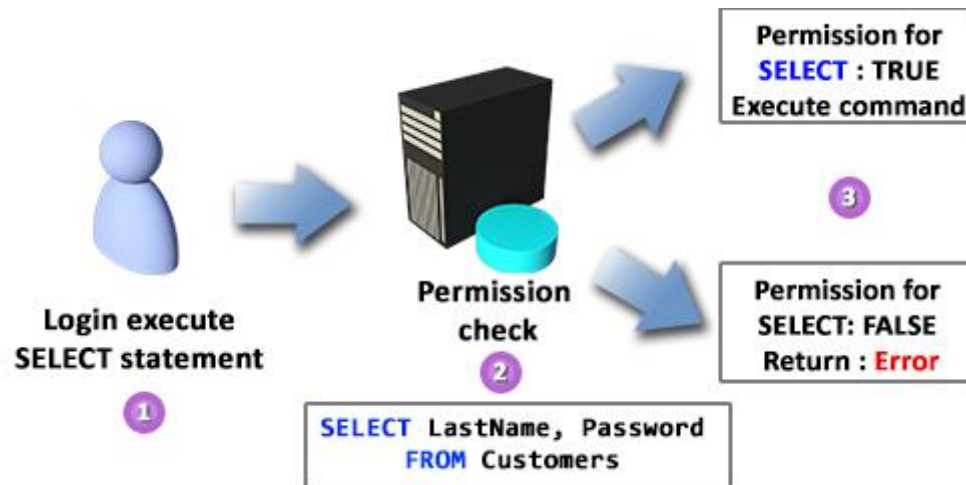 Login execute
SELECT statement
1
Permission
check
2
SELECT LastName, Password
FROM Customers
Permission for
SELECT : TRUE
Execute command
3
Permission for
SELECT: FALSE
Return : Error